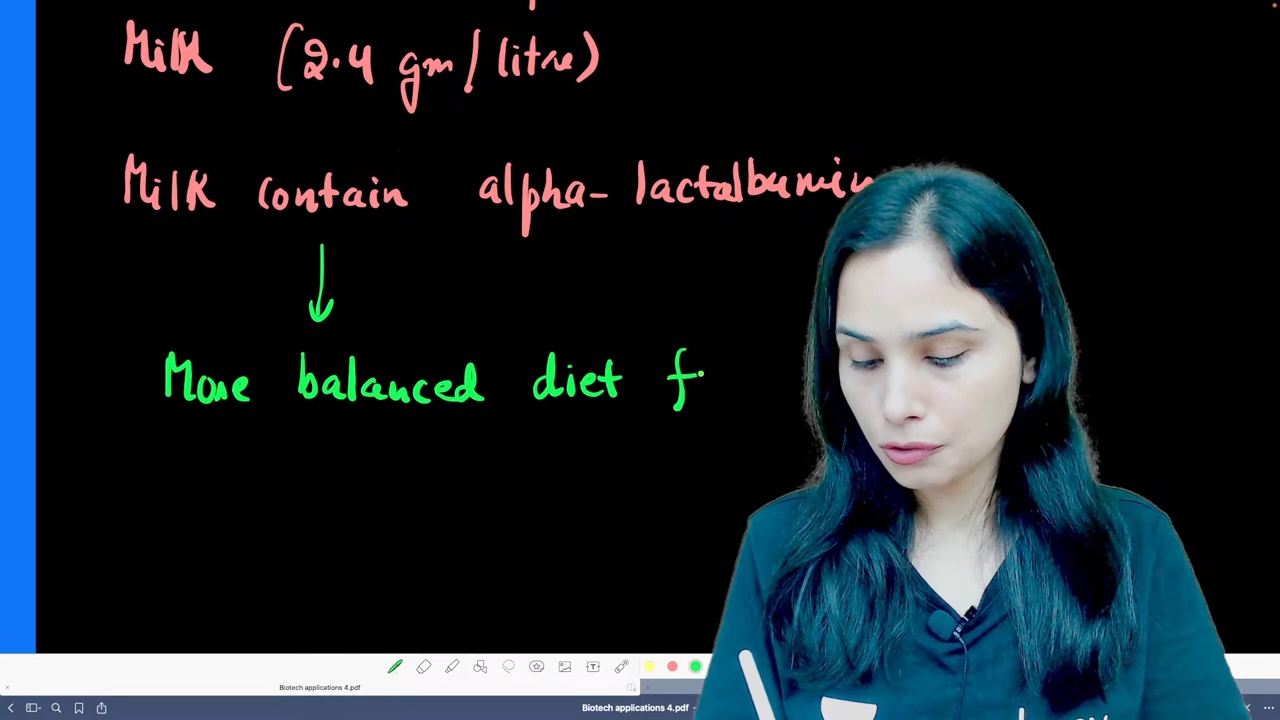 Milk (2.4 gm/litre)
Milk contain alpha-lactalbumin
More balanced diet f
Biotech applications 4.pdf
Biotech applications 4.pdf